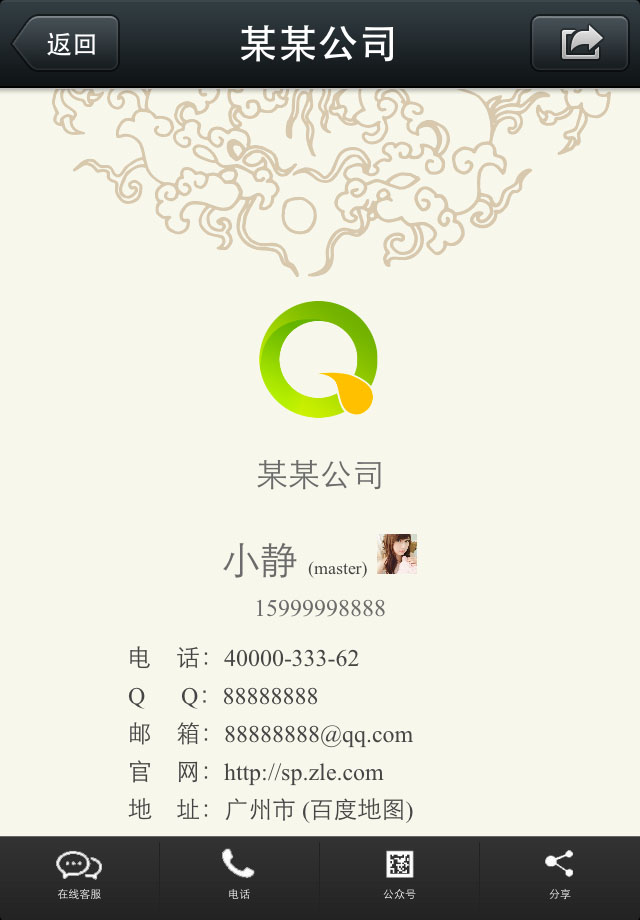 返回
某某公司
某某公司
小静 (master)
15999998888
电 话：40000-333-62
Q Q：88888888
邮 箱：88888888@qq.com
官 网：http://sp.zle.com
地 址：广州市 (百度地图)
在线客服
电话
公众号
分享